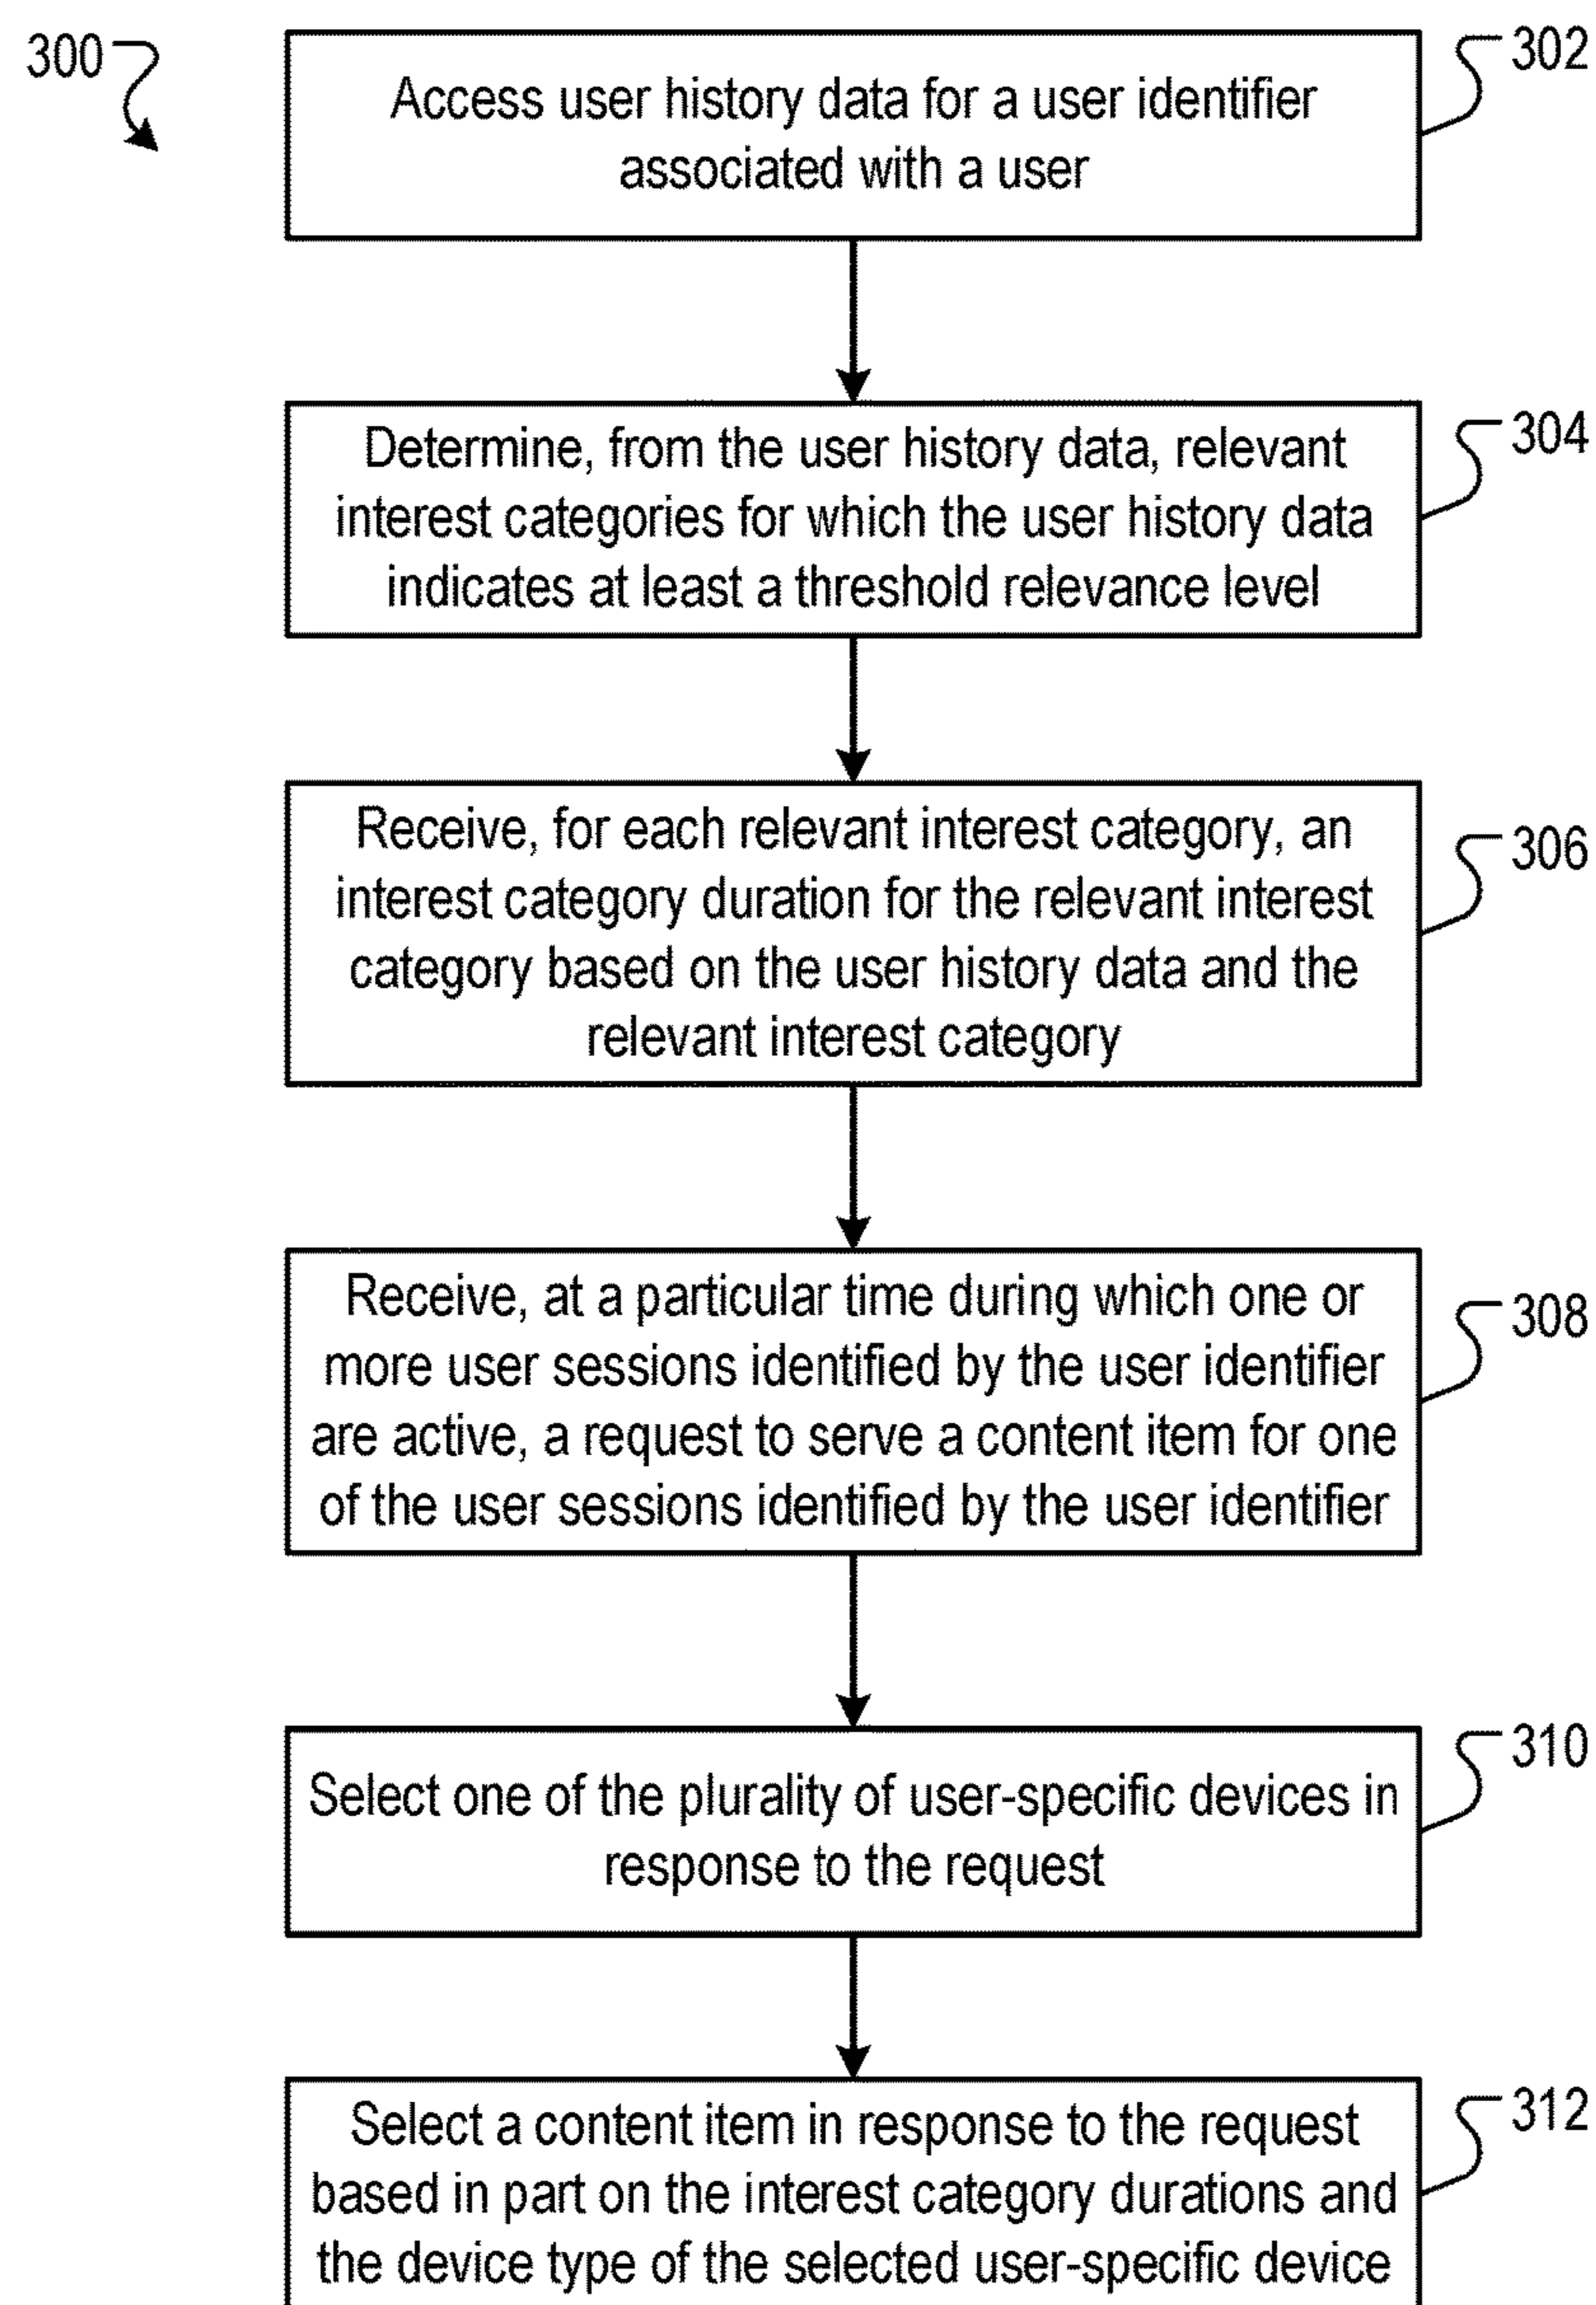 300
302
Access user history data for a user identifier
associated with a user
304
Determine, from the user history data, relevant
interest categories for which the user history data
indicates at least a threshold relevance level
306
Receive, for each relevant interest category, an
interest category duration for the relevant interest
category based on the user history data and the
relevant interest category
308
Receive, at a particular time during which one or
more user sessions identified by the user identifier
are active, a request to serve a content item for one
of the user sessions identified by the user identifier
310
Select one of the plurality of user-specific devices in
response to the request
312
Select a content item in response to the request
based in part on the interest category durations and
the device type of the selected user-specific device